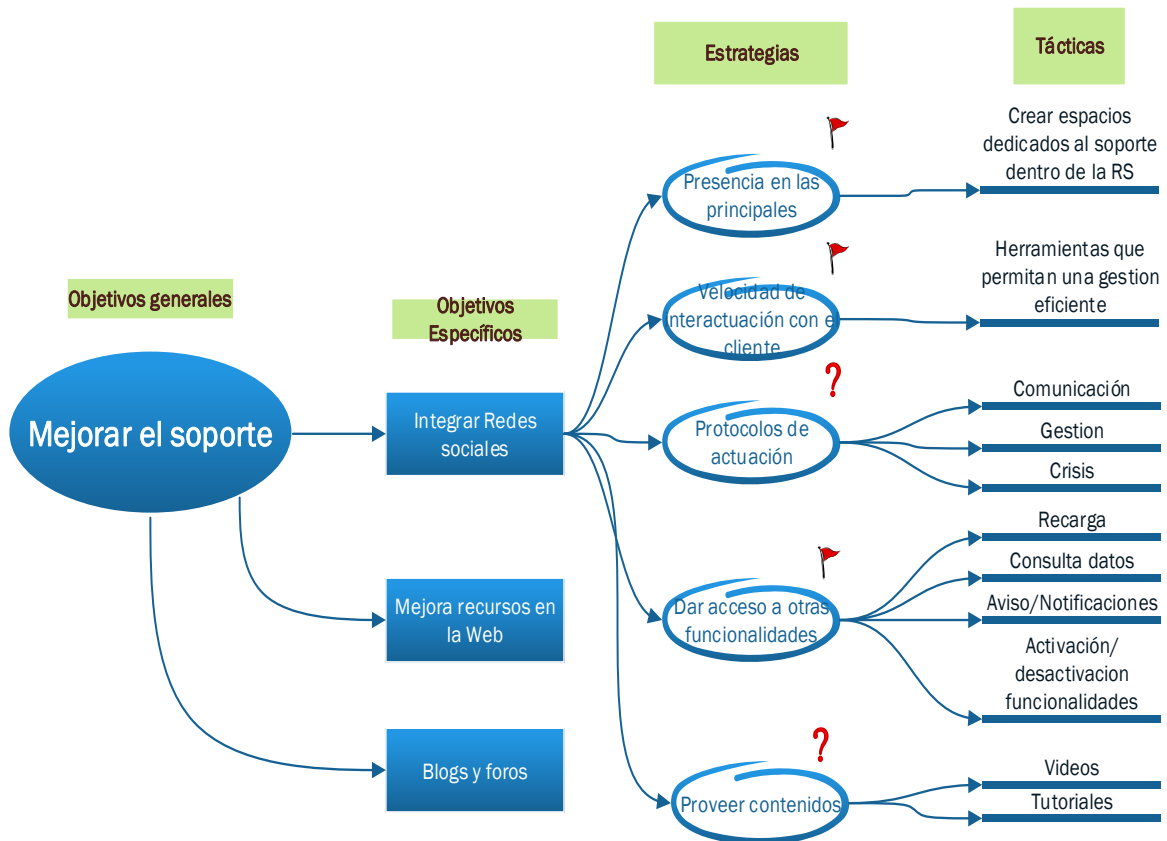 Estrategias
Tácticas
Crear espacios
dedicados al soporte
dentro de la RS
Presencia en las
principales
Herramientas que
permitan una gestion
eficiente
Velocidad de
interactuación con el
cliente
Objetivos generales
Objetivos
Específicos
?
Mejorar el soporte
Integrar Redes
sociales
Protocolos de
actuación
Comunicación
Gestion
Crisis
Recarga
Consulta datos
Aviso/Notificaciones
Activación/
desactivacion
funcionalidades
Mejora recursos en
la Web
Dar acceso a otras
funcionalidades
?
Blogs y foros
Proveer contenidos
Videos
Tutoriales